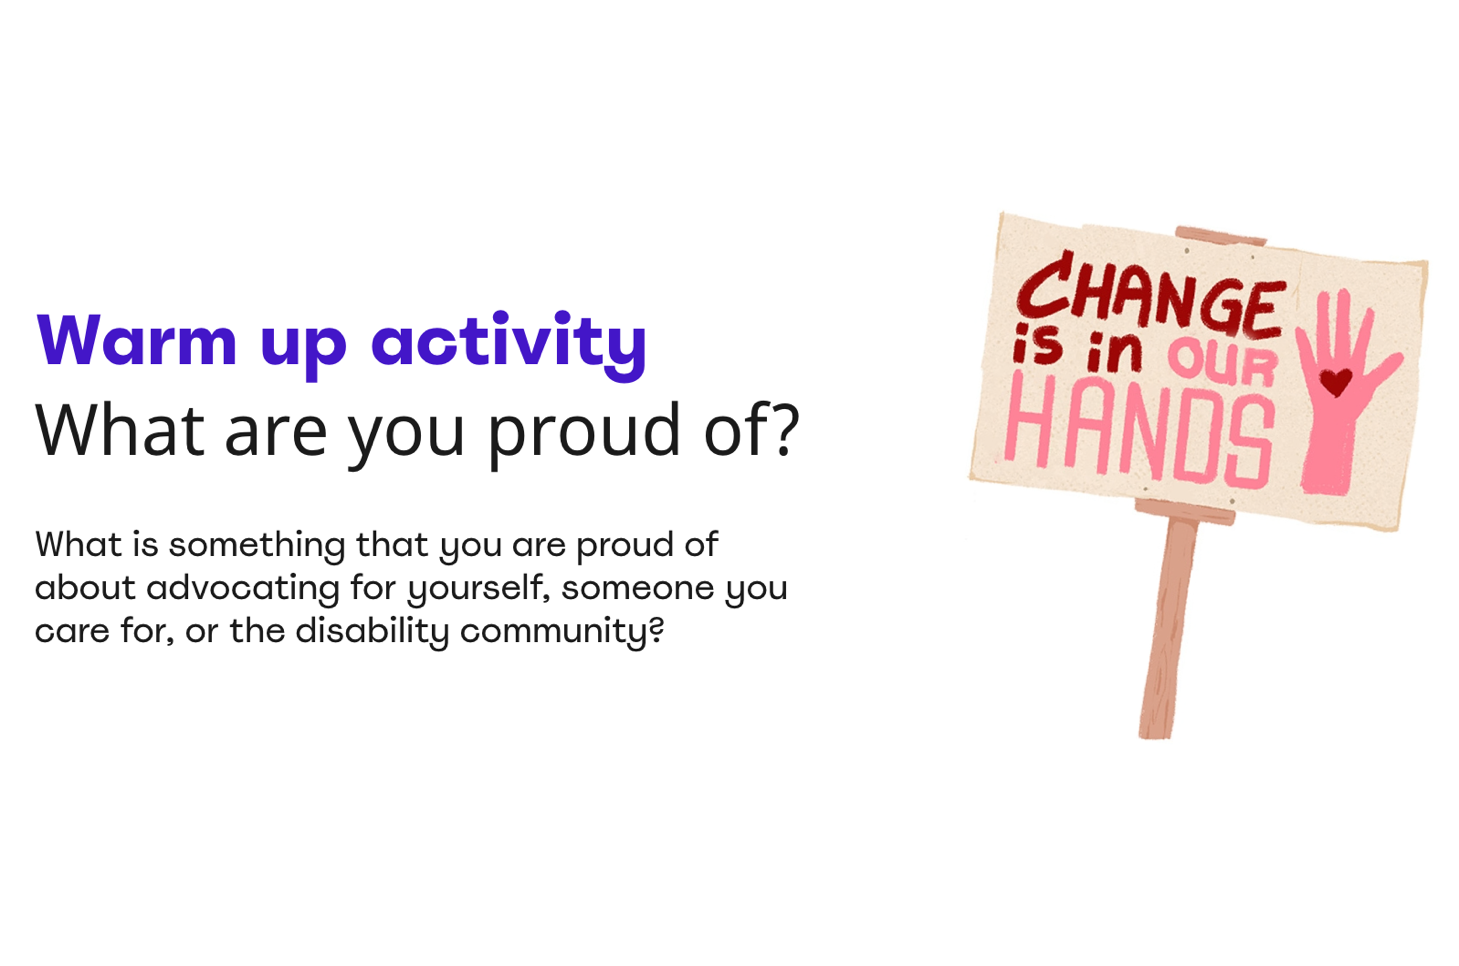 Warm up activity
What are you proud of?
What is something that you are proud of
about advocating for yourself, someone you
care for, or the disability community?
CHANGE
is in OUR
HANDS